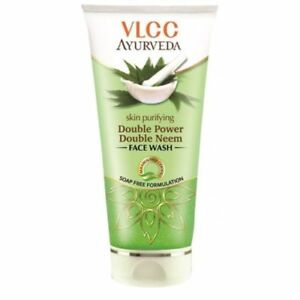 VLCC
AYURVEDA
skin purifying
Double Power
Double Neem
FACE WASH
SOAP FREE FORMULATION